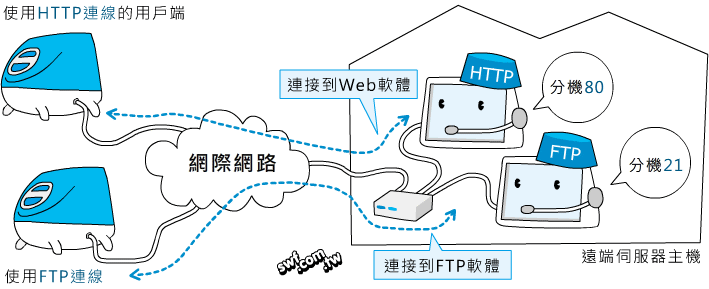 使用HTTP連線的用戶端
HTTP
分機80
連接到Web軟體
FTP
分機21
網際網路
swf.com.tw
連接到FTP軟體
遠端伺服器主機
使用FTP連線